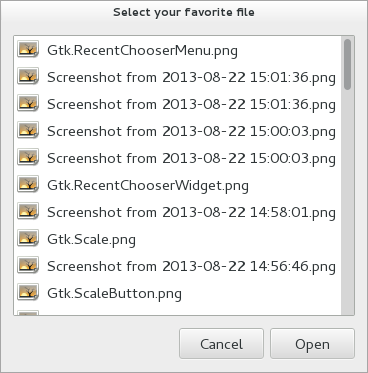 Select your favorite file
Gtk.RecentChooserMenu.png
Screenshot from 2013-08-22 15:01:36.png
Screenshot from 2013-08-22 15:01:36.png
Screenshot from 2013-08-22 15:00:03.png
Screenshot from 2013-08-22 15:00:03.png
Gtk.RecentChooserWidget.png
Screenshot from 2013-08-22 14:58:01.png
Gtk.Scale.png
Screenshot from 2013-08-22 14:56:46.png
Gtk.ScaleButton.png
Cancel Open